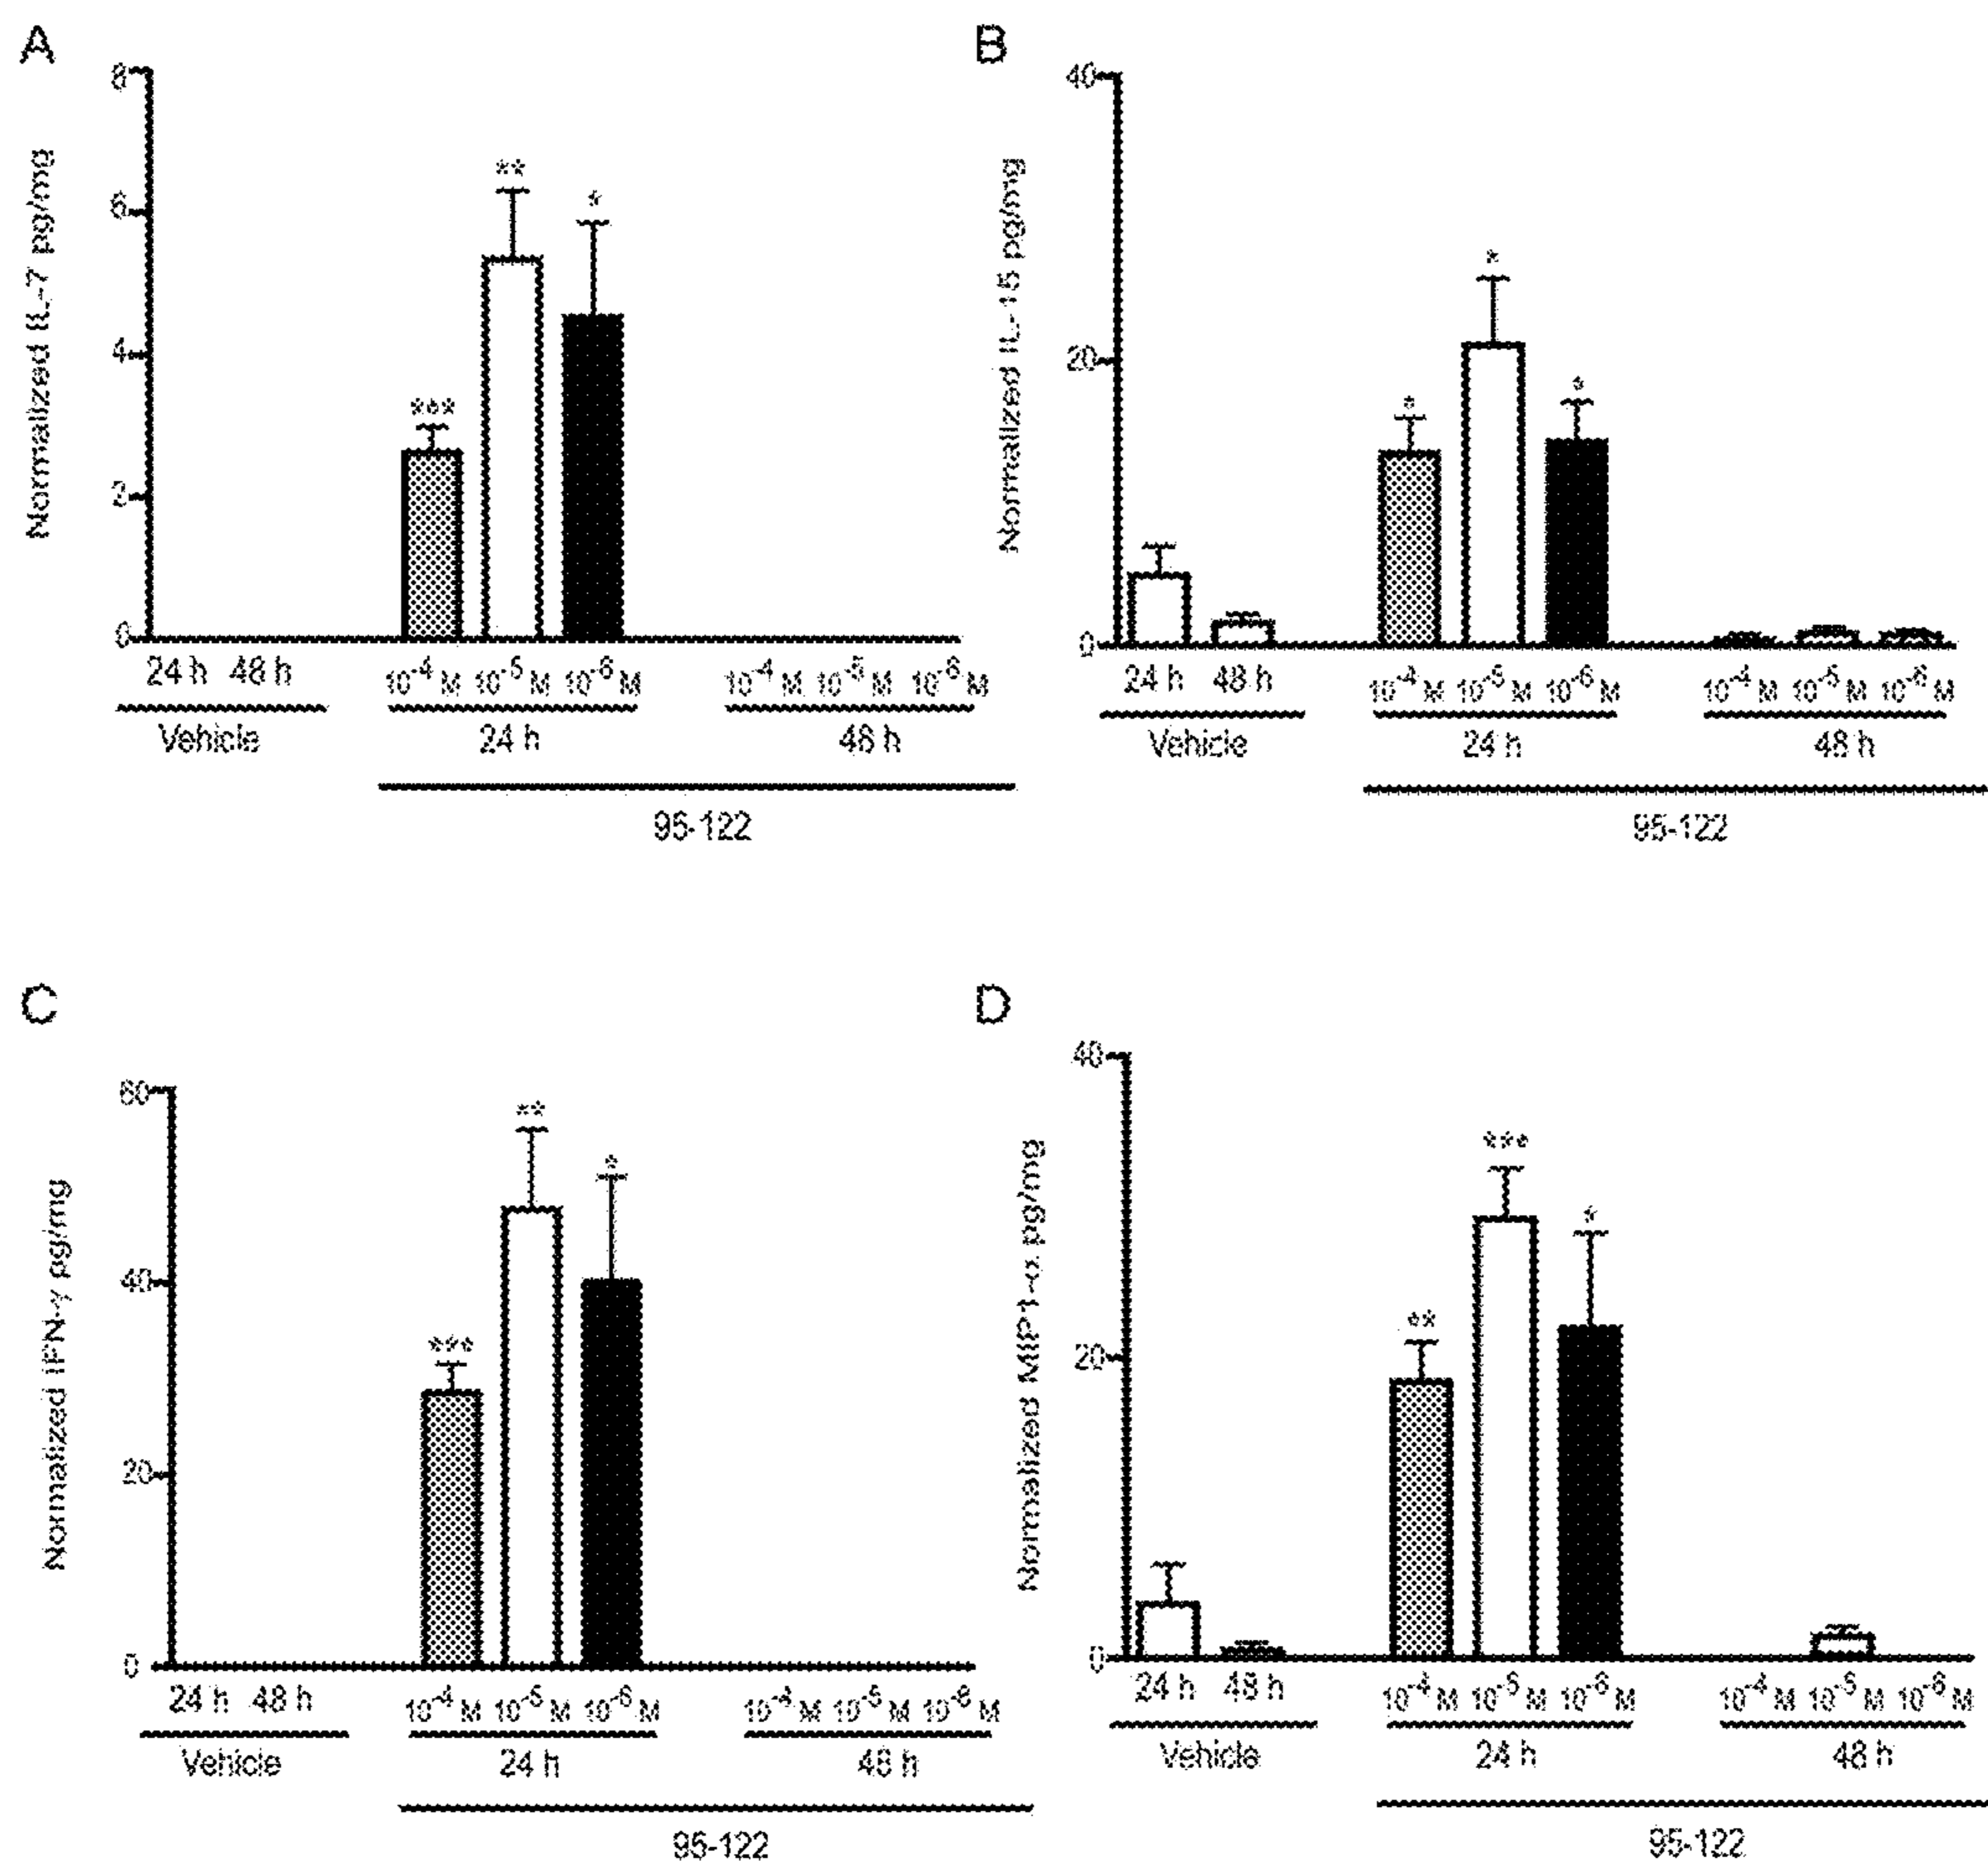 A
Normalized IL-7 pg/mg
8
6
4
2
0
** 
*
***
24 h 48 h
10-4 M 10-5 M 10-6 M
10-4 M 10-5 M 10-6 M
Vehicle
24 h
48 h
95-122
B
Normalized IL-15 pg/mg
40
20
0
*
*
*
24 h 48 h
10-4 M 10-5 M 10-6 M
10-4 M 10-5 M 10-6 M
Vehicle
24 h
48 h
95-122
C
Normalized IFN-γ pg/mg
60
40
20
0
**
*
***
24 h 48 h
10-4 M 10-5 M 10-6 M
10-4 M 10-5 M 10-6 M
Vehicle
24 h
48 h
95-122
D
Normalized MIP1-α pg/mg
40
20
0
***
*
**
24 h 48 h
10-4 M 10-5 M 10-6 M
10-4 M 10-5 M 10-6 M
Vehicle
24 h
48 h
95-122